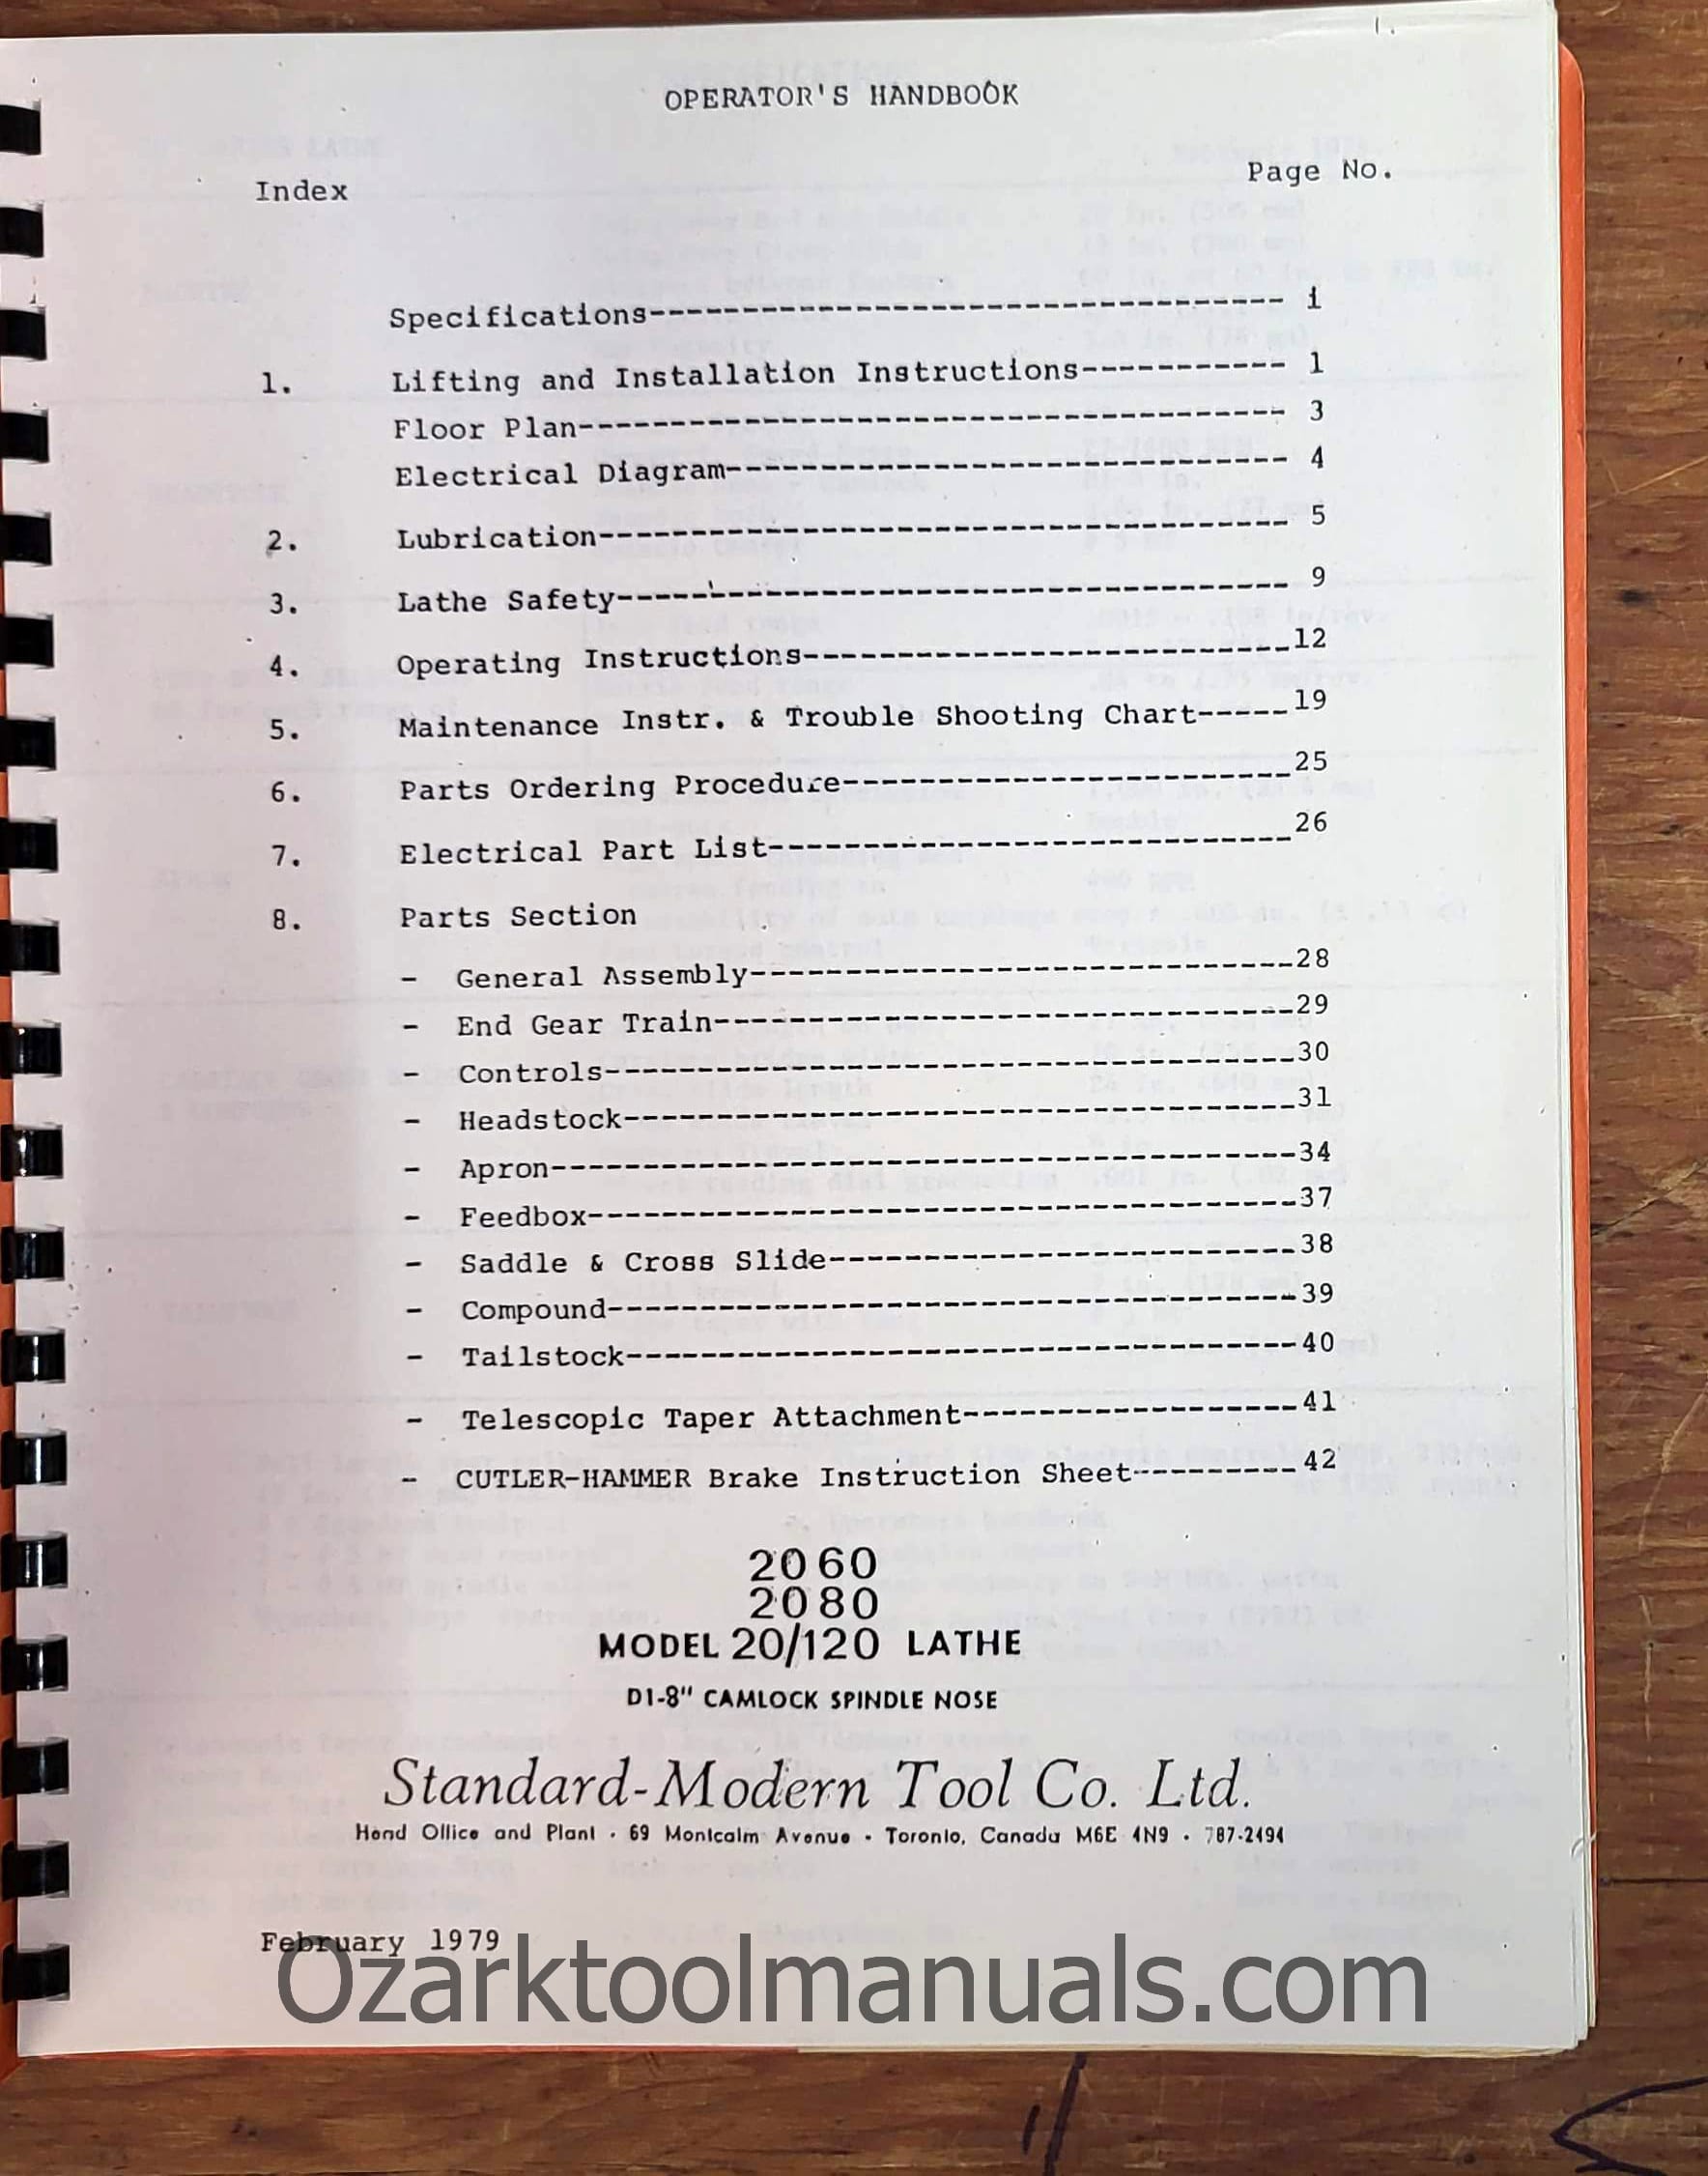 OPERATOR'S HANDBOOK
Index Page No.
Specifications---------------------------------- i
1. Lifting and Installation Instructions----------- 1
Floor Plan-------------------------------------- 3
Electrical Diagram------------------------------ 4
2. Lubrication------------------------------------- 5
3. Lathe Safety------------------------------------ 9
4. Operating Instructions--------------------------12
5. Maintenance Instr. & Trouble Shooting Chart-----19
6. Parts Ordering Procedure------------------------25
7. Electrical Part List----------------------------26
8. Parts Section
- General Assembly-----------------------------28
- End Gear Train-------------------------------29
- Controls-------------------------------------30
- Headstock------------------------------------31
- Apron----------------------------------------34
- Feedbox--------------------------------------37
- Saddle & Cross Slide-------------------------38
- Compound-------------------------------------39
- Tailstock------------------------------------40
- Telescopic Taper Attachment------------------41
- CUTLER-HAMMER Brake Instruction Sheet----------42
2060
2080
MODEL 20/120 LATHE
D1-8" CAMLOCK SPINDLE NOSE
Standard-Modern Tool Co. Ltd.
Head Office and Plant • 69 Montcalm Avenue • Toronto, Canada M6E 4N9 • 787-2494
February 1979
Ozarktoolmanuals.com